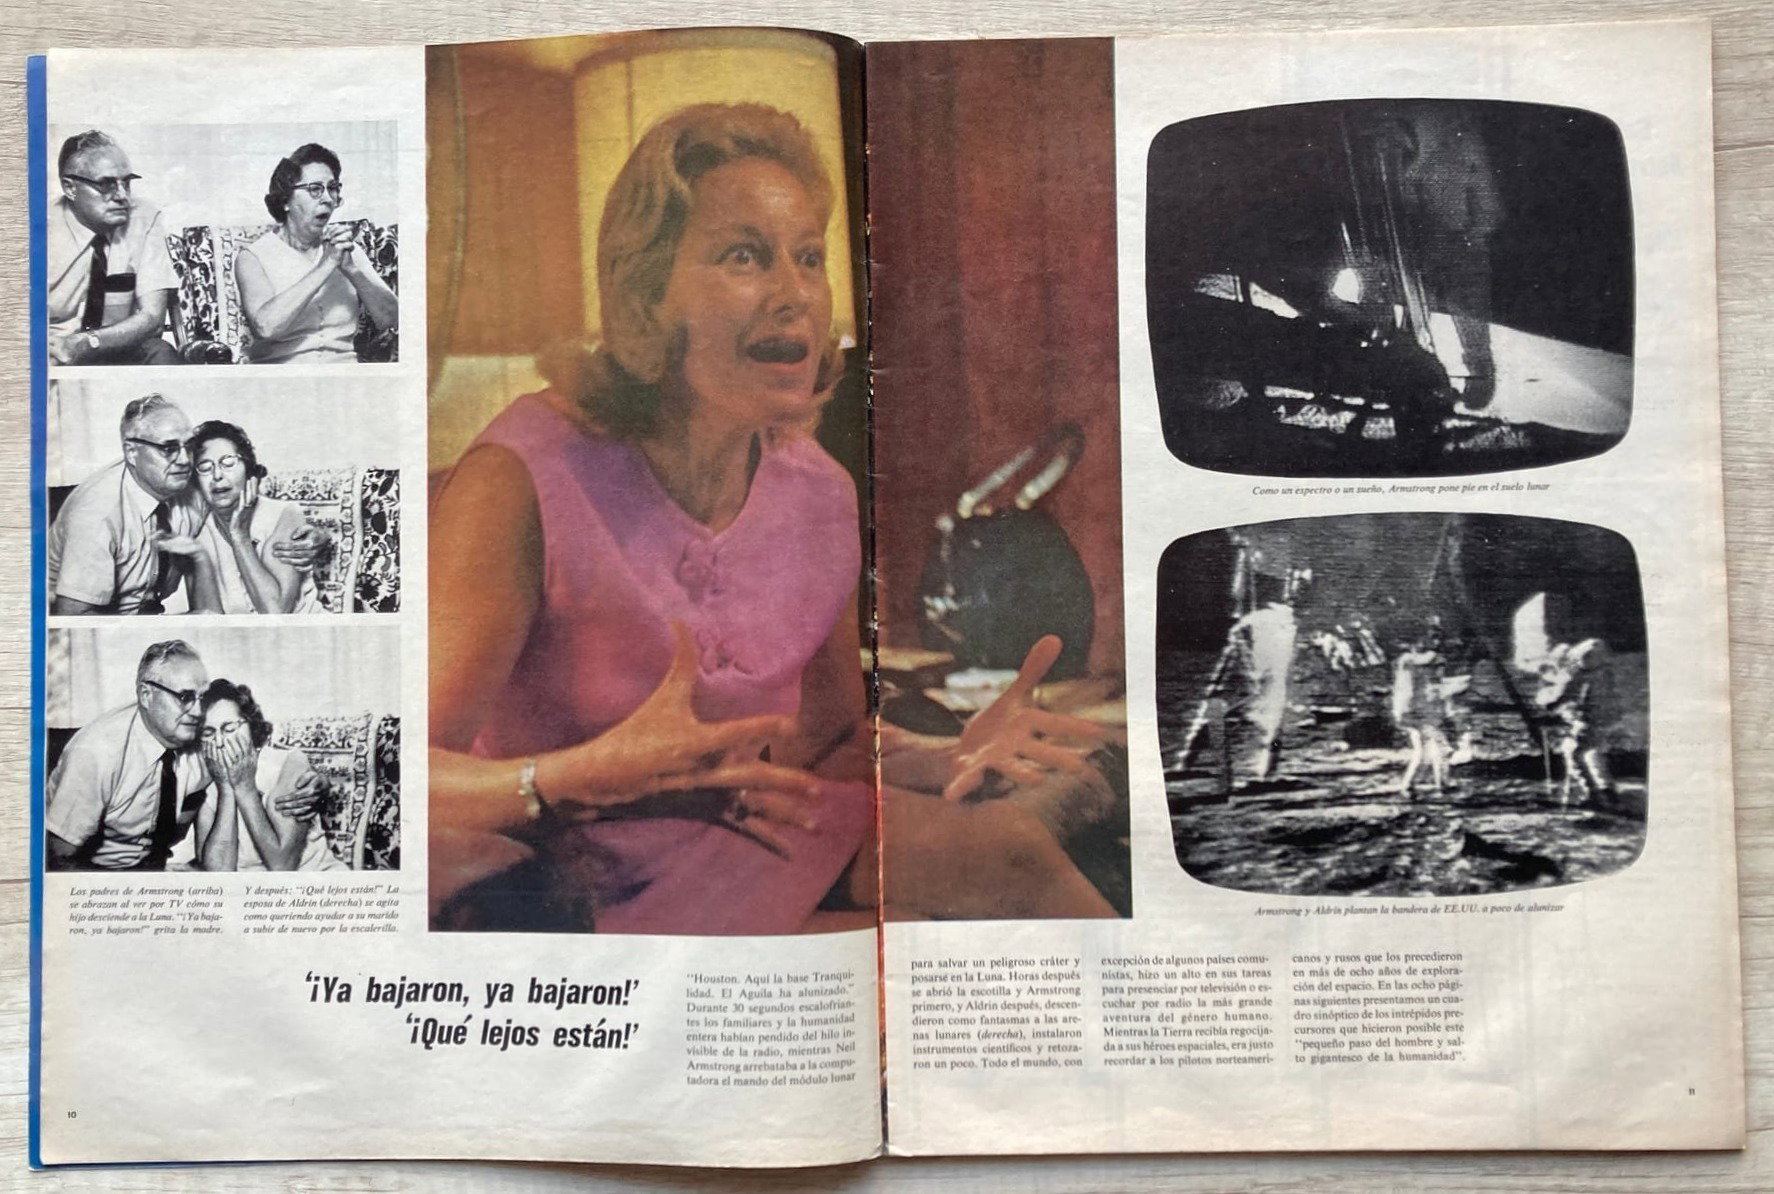 Los padres de Armstrong (arriba)
se abrazan al ver por TV cómo su
hijo desciende a la Luna. "¡Ya baja-
ron, ya bajaron!" grita la madre.
Y después: "¡Qué lejos están!" La
esposa de Aldrin (derecha) se agita
como queriendo ayudar a su marido
a subir de nuevo por la escalerilla.
'¡Ya bajaron, ya bajaron!'
'¡Qué lejos están!'
"Houston. Aquí la base Tranqui-
lidad. El Aguila ha alunizado."
Durante 30 segundos escalofrian-
tes los familiares y la humanidad
entera habían pendido del hilo in-
visible de la radio, mientras Neil
Armstrong arrebataba a la compu-
tadora el mando del módulo lunar
10
Como un espectro o un sueño, Armstrong pone pie en el suelo lunar
Armstrong y Aldrin plantan la bandera de EE.UU. a poco de alunizar
para salvar un peligroso cráter y
posarse en la Luna. Horas después
se abrió la escotilla y Armstrong
primero, y Aldrin después, descen-
dieron como fantasmas a las are-
nas lunares (derecha), instalaron
instrumentos científicos y retoza-
ron un poco. Todo el mundo, con
excepción de algunos países comu-
nistas, hizo un alto en sus tareas
para presenciar por televisión o es-
cuchar por radio la más grande
aventura del género humano.
Mientras la Tierra recibía regocija-
da a sus héroes espaciales, era justo
recordar a los pilotos norteameri-
canos y rusos que los precedieron
en más de ocho años de explora-
ción del espacio. En las ocho pági-
nas siguientes presentamos un cua-
dro sinóptico de los intrépidos pre-
cursores que hicieron posible este
"pequeño paso del hombre y sal-
to gigantesco de la humanidad".
11